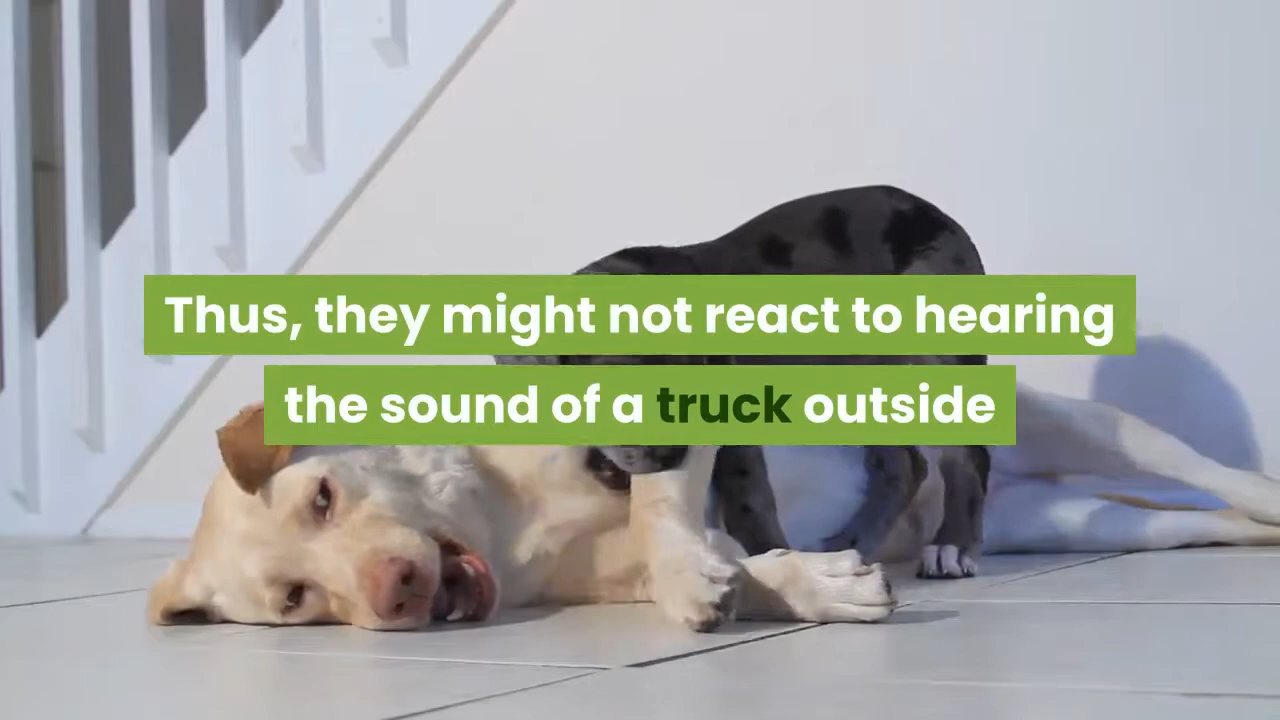 Thus, they might not react to hearing
the sound of a truck outside